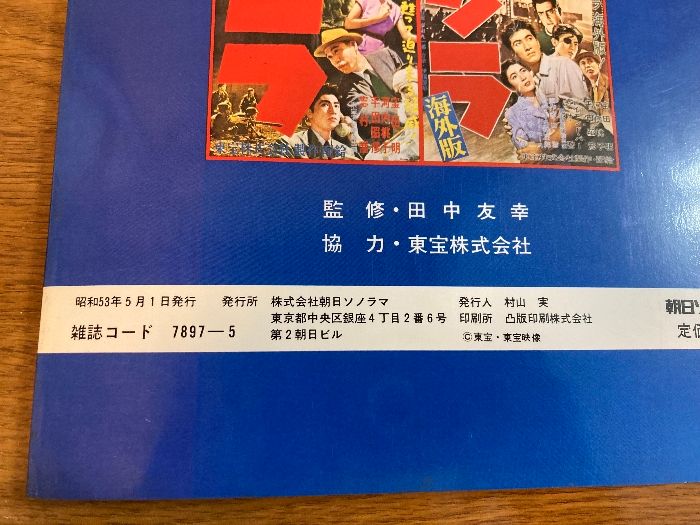 ラ
ラ
海外版
監修・田中友幸
協力・東宝株式会社
昭和53年5月1日発行 発行所 株式会社朝日ソノラマ 発行人 村山 実
東京都中央区銀座4丁目2番6号 印刷所 凸版印刷株式会社
雑誌コード 7897—5 第2朝日ビル ©東宝・東宝映像
朝日ソ
定価